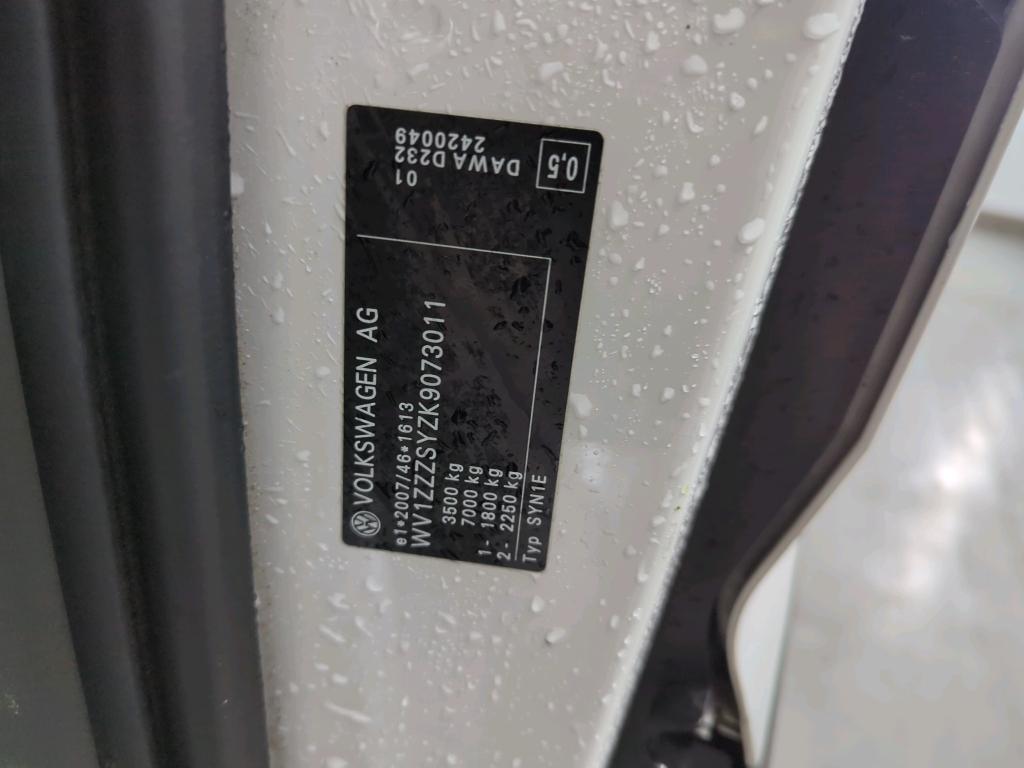 VOLKSWAGEN AG
e1*2007/46*1613
WV1ZZZSYZK9073011
3500 kg
7000 kg
1- 1800 kg
2- 2250 kg
Typ SYN1E
01
DAWA D232
2420049
0,5